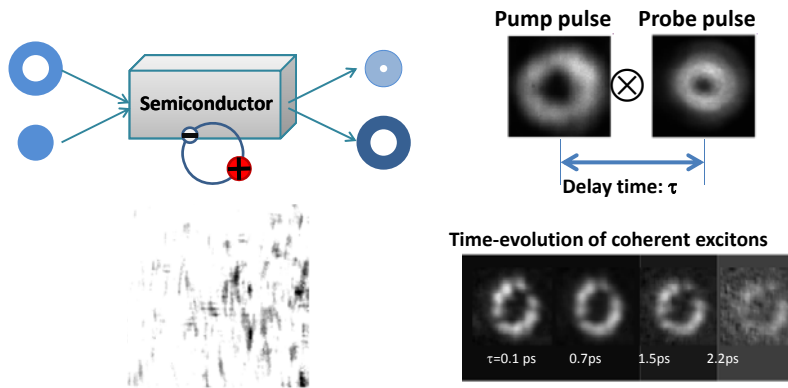 Pump pulse
Probe pulse
Semiconductor
Delay time: τ
Time-evolution of coherent excitons
τ=0.1 ps
0.7ps
1.5ps
2.2ps